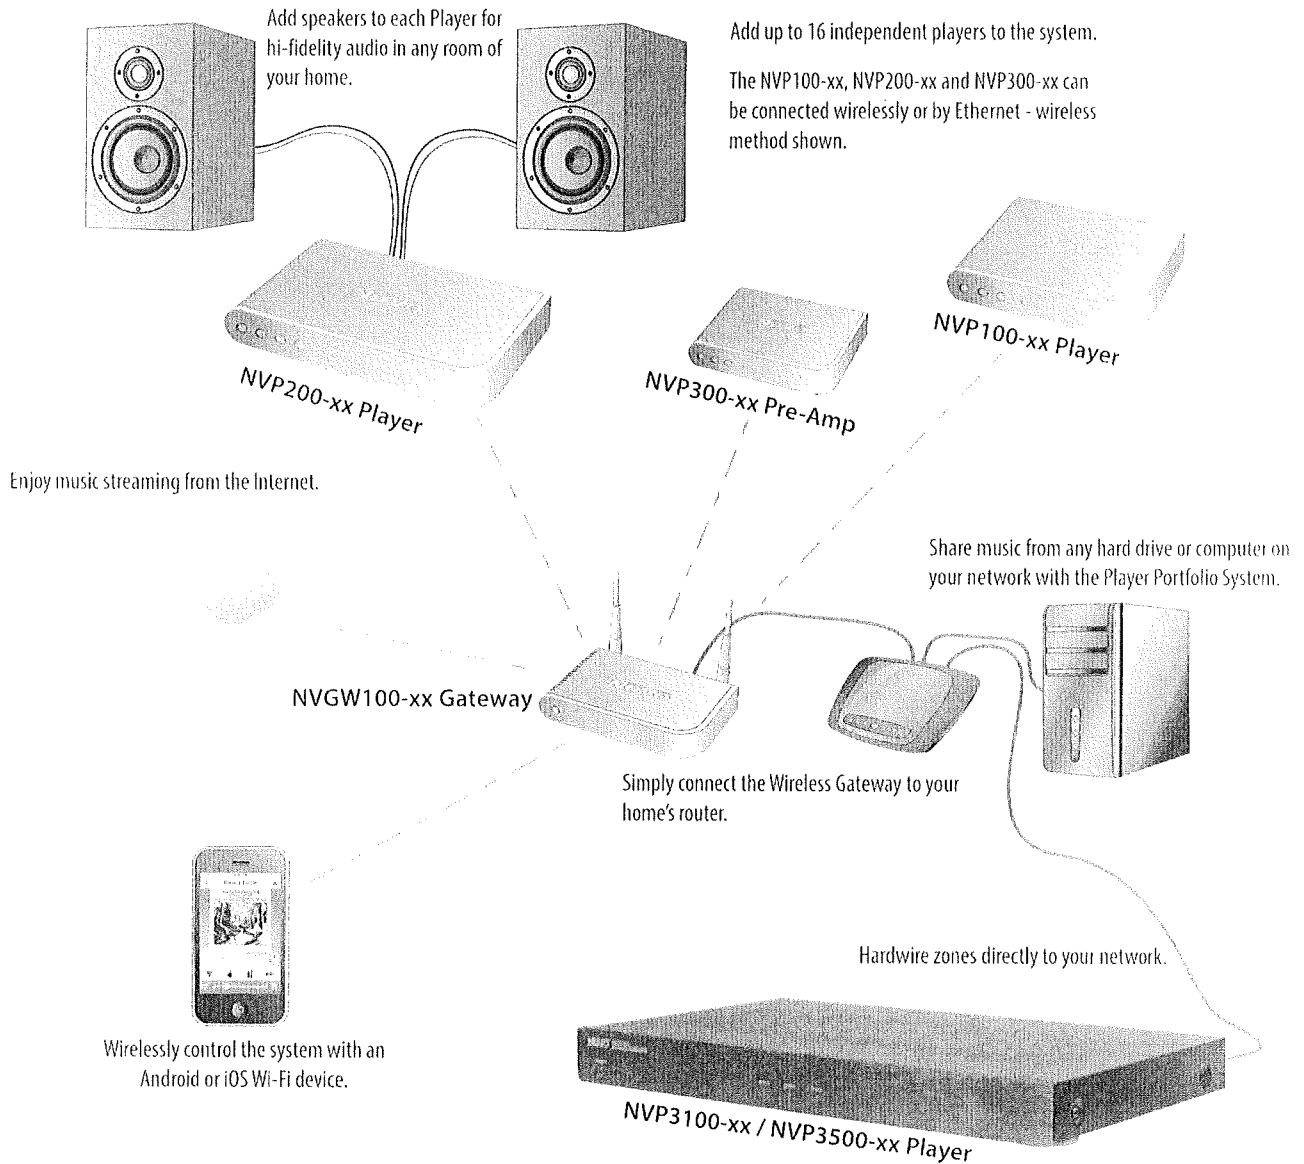 Add speakers to each Player for
hi-fidelity audio in any room of
your home.
Add up to 16 independent players to the system.
The NVP100-xx, NVP200-xx and NVP300-xx can
be connected wirelessly or by Ethernet - wireless
method shown.
NVP200-xx Player
NVP300-xx Pre-Amp
NVP100-xx Player
Enjoy music streaming from the Internet.
Share music from any hard drive or computer on
your network with the Player Portfolio System.
NVGW100-xx Gateway
Simply connect the Wireless Gateway to your
home's router.
Hardwire zones directly to your network.
Wirelessly control the system with an
Android or iOS Wi-Fi device.
NVP3100-xx / NVP3500-xx Player